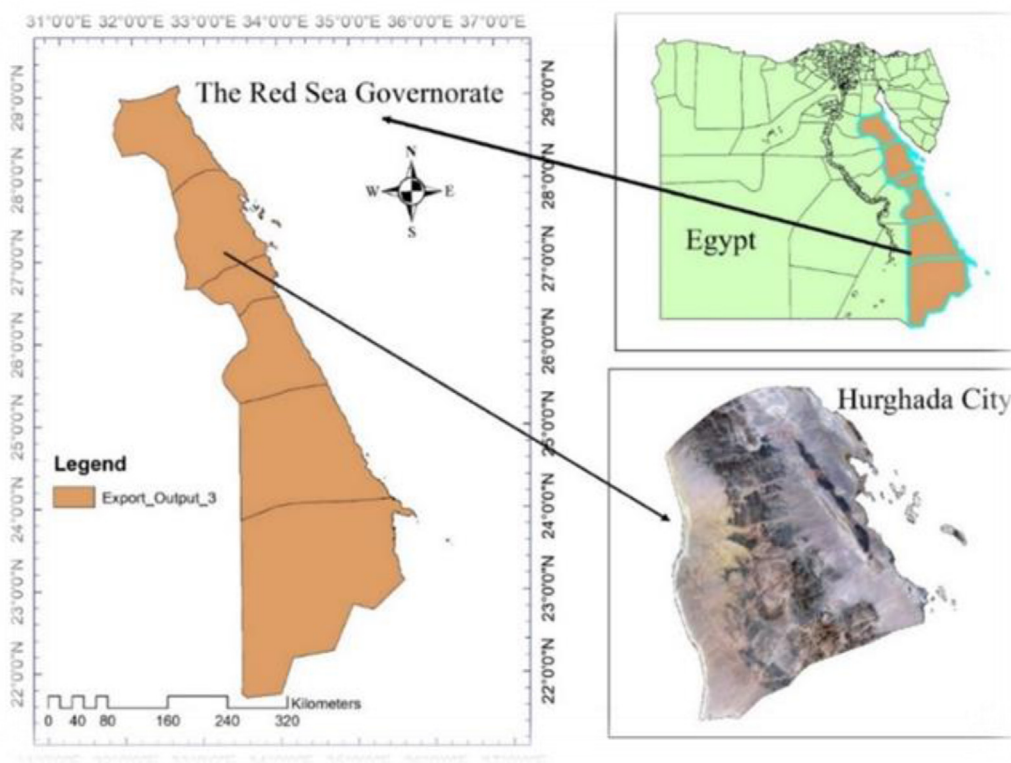 31°0'0"E 32°0'0"E 33°0'0"E 34°0'0"E 35°0'0"E 36°0'0"E 37°0'0"E
The Red Sea Governorate
N
W E
S
29°0'0"N
28°0'0"N
27°0'0"N
26°0'0"N
25°0'0"N
24°0'0"N
23°0'0"N
22°0'0"N
Legend
Export_Output_3
Kilometers
0 40 80 160 240 320
29°0'0"N
28°0'0"N
27°0'0"N
26°0'0"N
25°0'0"N
24°0'0"N
23°0'0"N
22°0'0"N
Egypt
Hurghada City